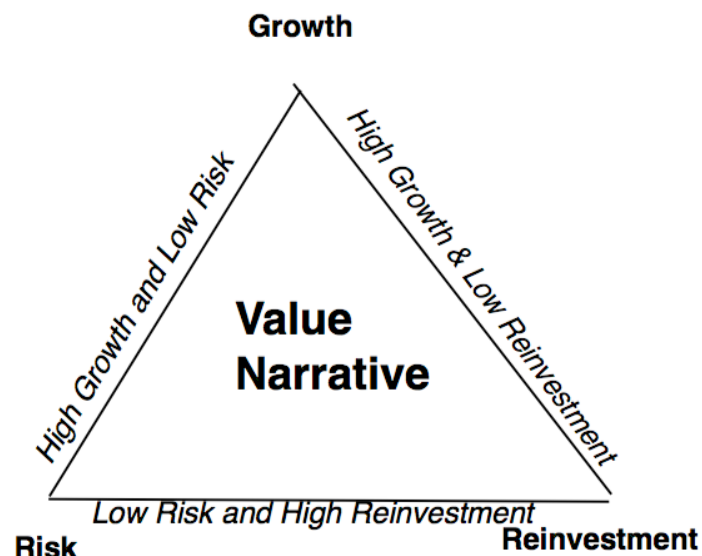 Growth
High Growth and Low Risk
High Growth & Low Reinvestment
Value
Narrative
Low Risk and High Reinvestment
Risk
Reinvestment